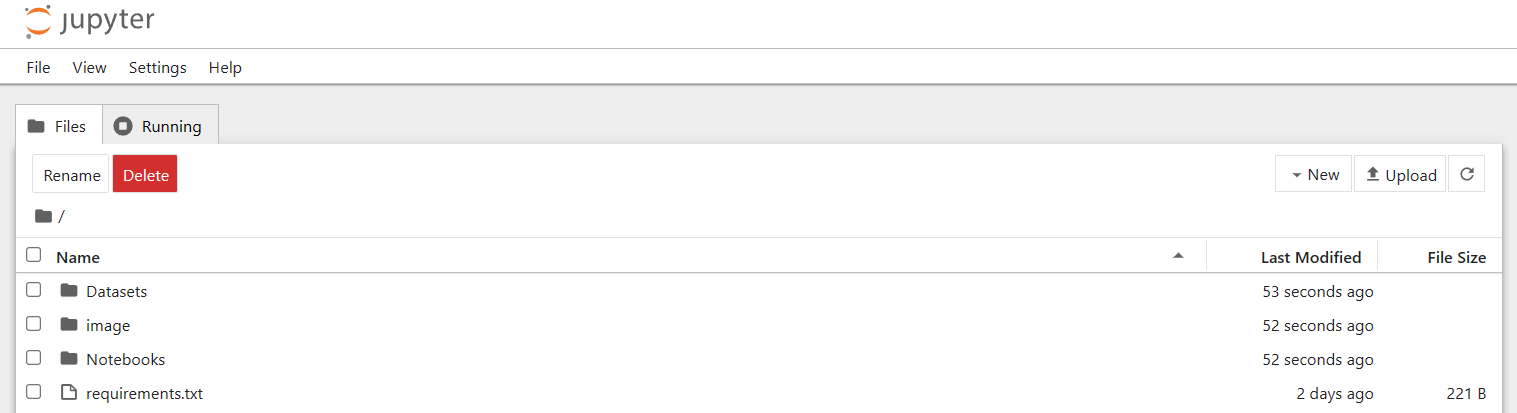 jupyter
File View Settings Help
Files Running
Rename Delete New Upload
/
Name Last Modified File Size
Datasets 53 seconds ago
image 52 seconds ago
Notebooks 52 seconds ago
requirements.txt 2 days ago 221 B